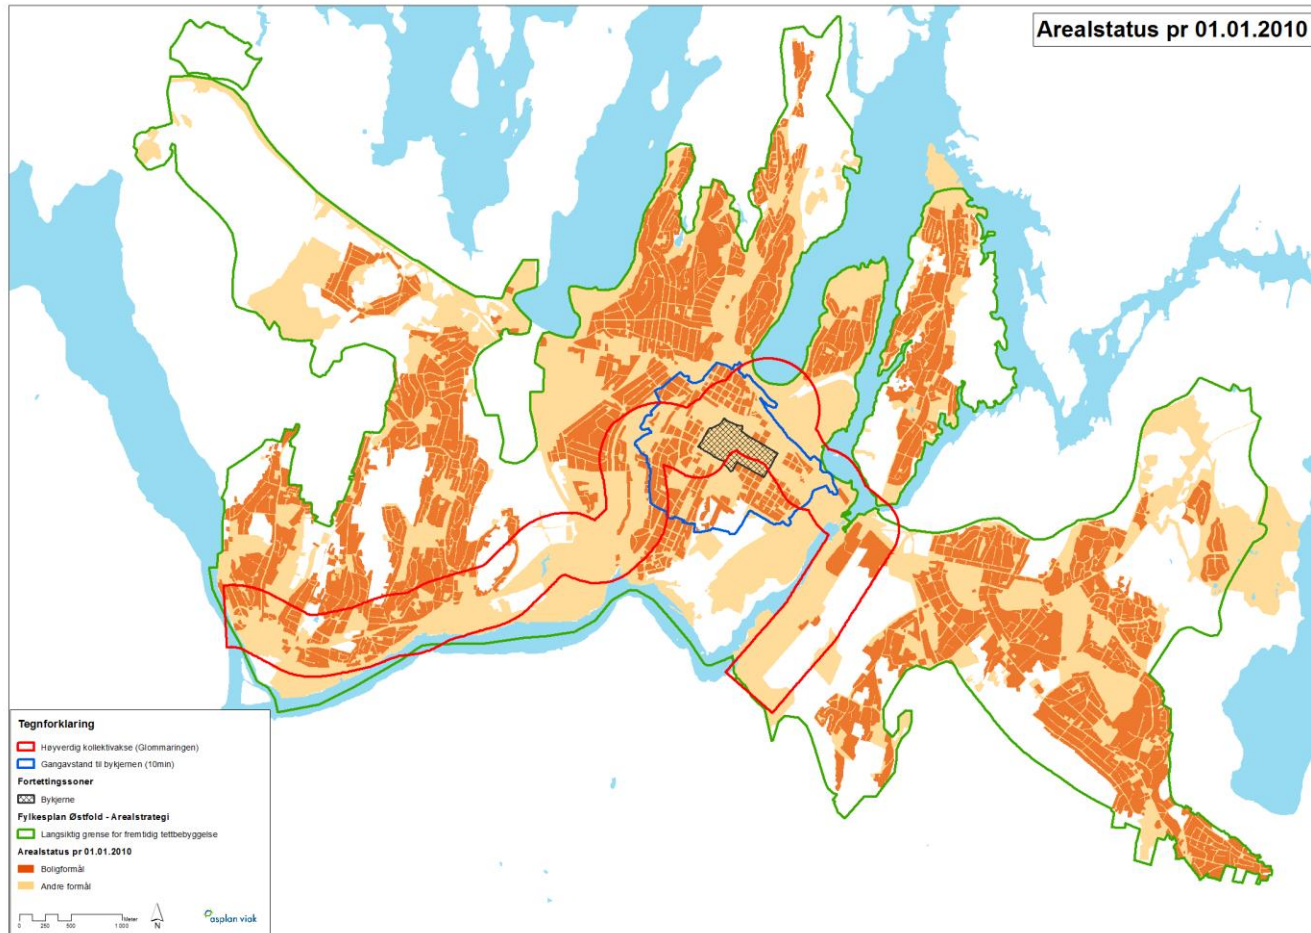 Arealstatus pr 01.01.2010
Tegnforklaring
Høyverdig kollektivakse (Glommaringen)
Gangavstand til bykjernen (10min)
Fortettingssoner
Bykjerne
Fylkesplan Østfold - Arealstrategi
Langsiktig grense for fremtidig tettbebyggelse
Arealstatus pr 01.01.2010
Boligformål
Andre formål
Meter
0 250 500 1 000
N
asplan viak